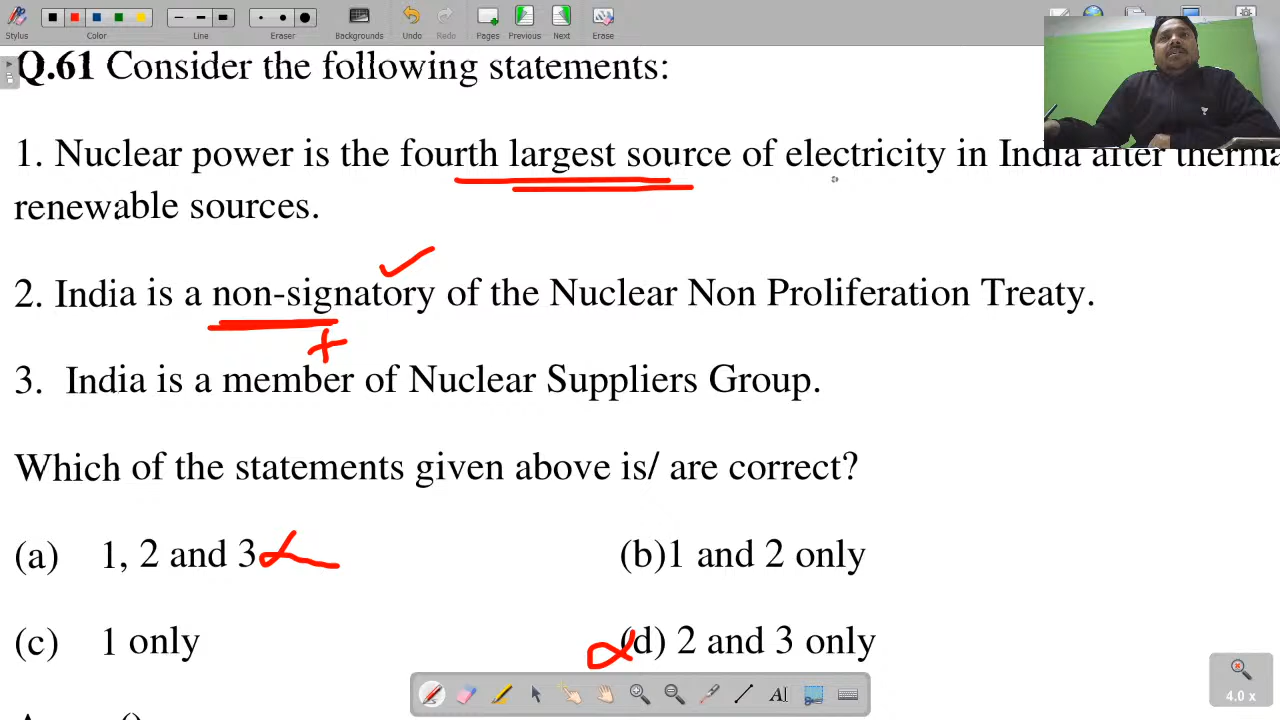 Stylus Color Line Eraser Backgrounds Undo Redo Pages Previous Next Erase
Q.61 Consider the following statements:
1. Nuclear power is the fourth largest source of electricity in India after
renewable sources.
2. India is a non-signatory of the Nuclear Non Proliferation Treaty.
3. India is a member of Nuclear Suppliers Group.
Which of the statements given above is/ are correct?
(a) 1, 2 and 3
(b)1 and 2 only
(c) 1 only
(d) 2 and 3 only
4.0 x